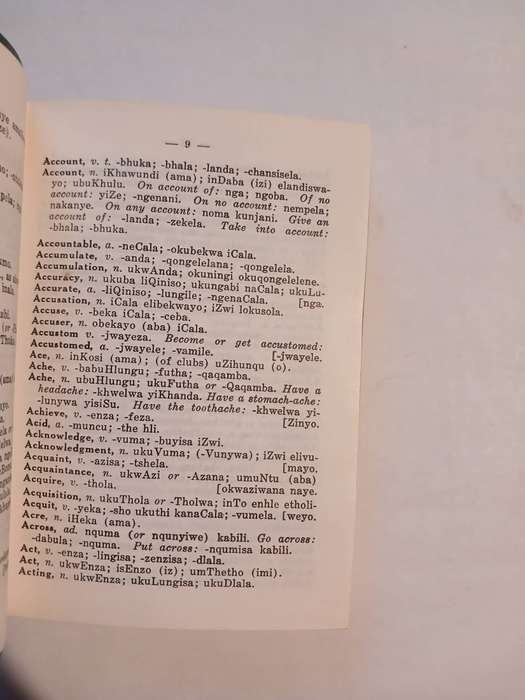 — 9 —
Account, v. t. -bhuka; -bhala; -landa; -chansisela.
Account, n. iKhawundi (ama); inDaba (izi) elandiswa-
yo; ubuKhulu. On account of: nga; ngoba. Of no
account: yiZe; -ngenani. On no account: nempela;
nakanye. On any account: noma kunjani. Give an
account of: -landa; -zekela. Take into account:
-bhala; -bhuka.
Accountable, a. -neCala; -okubekwa iCala.
Accumulate, v. -anda; -qongelelana; -qongelela.
Accumulation, n. ukwAnda; okuningi okuqongelelene.
Accuracy, n. ukuba liQiniso; ukungabi naCala; ukuLu-
Accurate, a. -liQiniso; -lungile; -ngenaCala. [nga.
Accusation, n. iCala elibekwayo; iZwi lokusola.
Accuse, v. -beka iCala; -ceba.
Accuser, n. obekayo (aba) iCala.
Accustom v. -jwayeza. Become or get accustomed:
Accustomed, a. -jwayele; -vamile. [-jwayele.
Ace, n. inKosi (ama); (of clubs) uZihunqu (o).
Ache, v. -babuHlungu; -futha; -qaqamba.
Ache, n. ubuHlungu; ukuFutha or -Qaqamba. Have a
headache: -khwelwa yiKhanda. Have a stomach-ache:
-lunywa yisiSu. Have the toothache: -khwelwa yi-
Achieve, v. -enza; -feza. [Zinyo.
Acid, a. -muncu; -the hli.
Acknowledge, v. -vuma; -buyisa iZwi.
Acknowledgment, n. ukuVuma; (-Vunywa); iZwi elivu-
Acquaint, v. -azisa; -tshela. [mayo.
Acquaintance, n. ukwAzi or -Azana; umuNtu (aba)
Acquire, v. -thola. [okwaziwana naye.
Acquisition, n. ukuThola or -Tholwa; inTo enhle etholi-
Acquit, v. -yeka; -sho ukuthi kanaCala; -vumela. [weyo.
Acre, n. iHeka (ama).
Across, ad. nquma (or nqunyiwe) kabili. Go across:
-dabula; -nquma. Put across: -nqumisa kabili.
Act, v. -enza; -lingisa; -zenzisa; -dlala.
Act, n. ukwEnza; isEnzo (iz); umThetho (imi).
Acting, n. ukwEnza; ukuLungisa; ukuDlala.